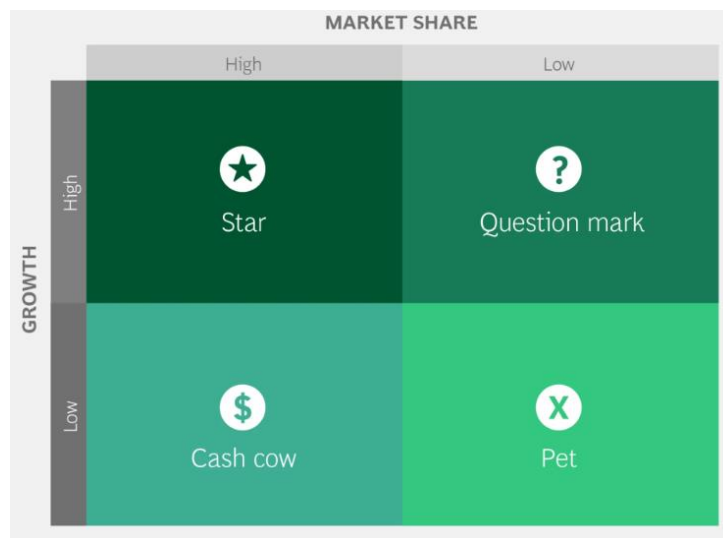 MARKET SHARE
High Low
GROWTH
High
★ ?
Star Question mark
Low
$ X
Cash cow Pet